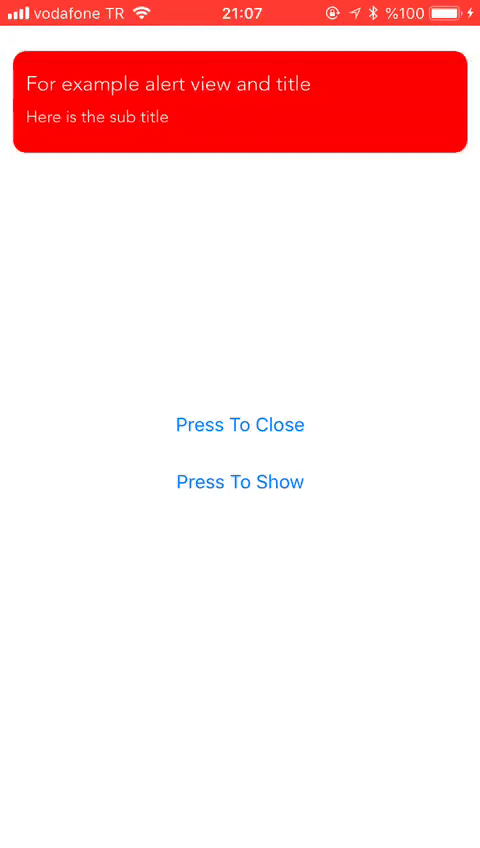 vodafone TR 21:07 %100
For example alert view and title
Here is the sub title
Press To Close
Press To Show